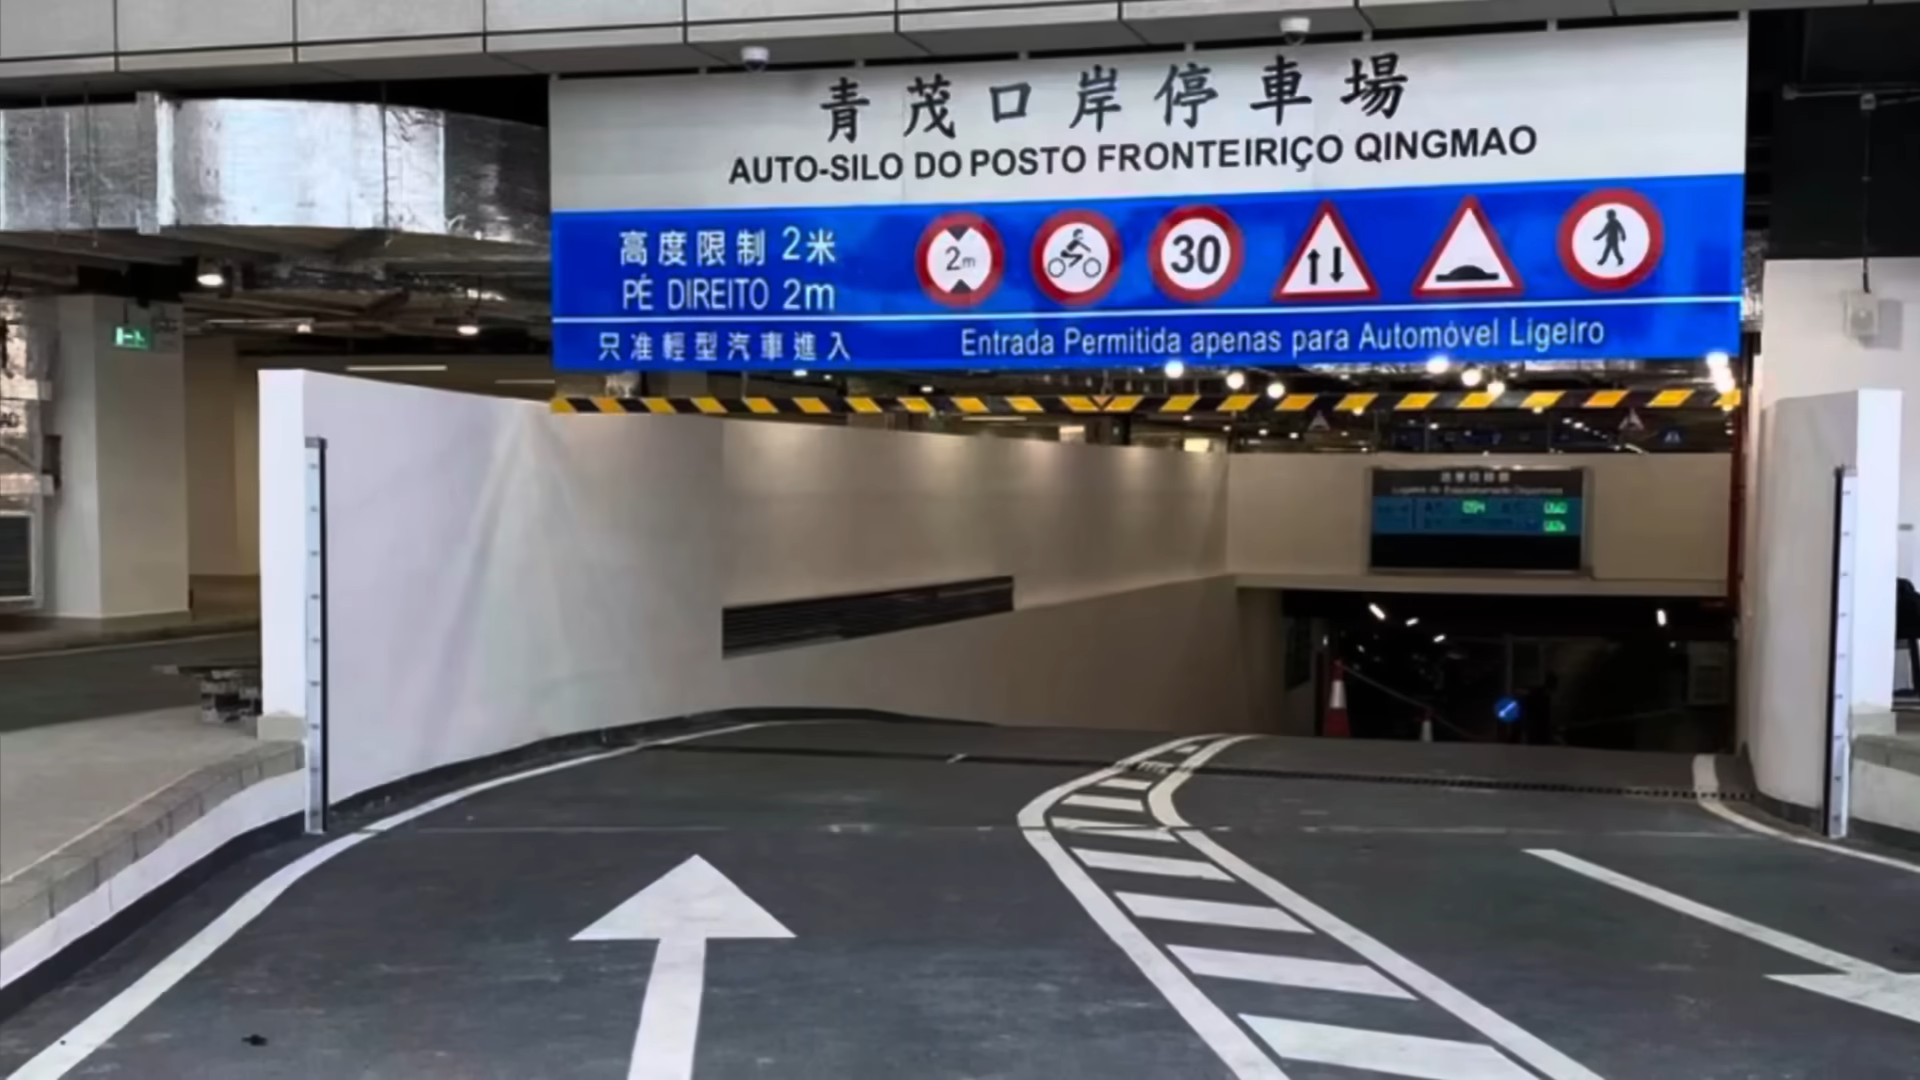 青茂口岸停車場
AUTO-SILO DO POSTO FRONTEIRIÇO QINGMAO
高度限制 2米
PÉ DIREITO 2m
2m
30
只准輕型汽車進入
Entrada Permitida apenas para Automóvel Ligeiro